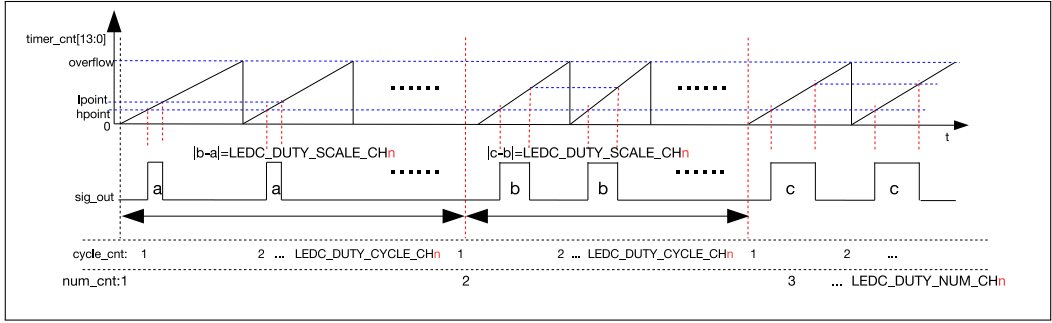 timer_cnt[13:0]
overflow
lpoint
hpoint
0
t
|b-a|=LEDC_DUTY_SCALE_CHn |c-b|=LEDC_DUTY_SCALE_CHn
sig_out a a b b c c
cycle_cnt: 1 2 ... LEDC_DUTY_CYCLE_CHn 1 2 ... LEDC_DUTY_CYCLE_CHn 1 2 ...
num_cnt:1 2 3 ... LEDC_DUTY_NUM_CHn